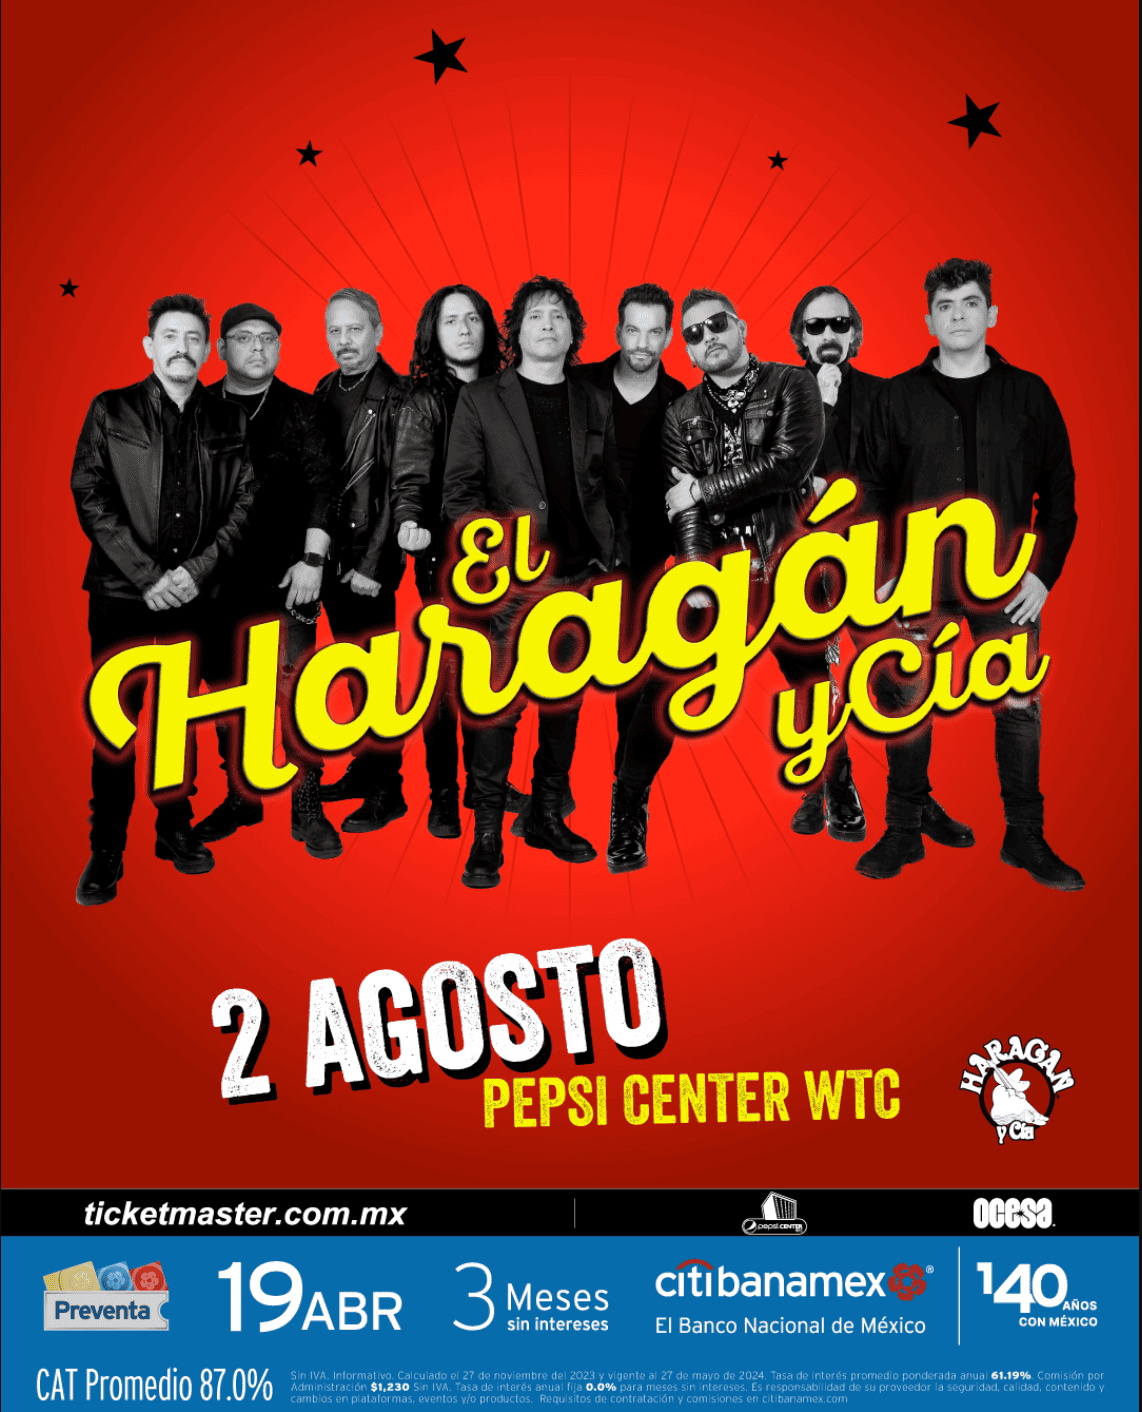 El
Haragán
y Cía
2 AGOSTO
PEPSI CENTER WTC
HARAGAN
y Cía
ticketmaster.com.mx
pepsi CENTER
ocesa
Preventa
19 ABR
3 Meses
sin intereses
citibanamex®
El Banco Nacional de México
140 AÑOS
CON MÉXICO
CAT Promedio 87.0%
Sin IVA. Informativo. Calculado el 27 de noviembre del 2023 y vigente al 27 de mayo de 2024. Tasa de interés promedio ponderada anual 61.19%. Comisión por
Administración $1,230 Sin IVA. Tasa de interés anual fija 0.0% para meses sin intereses. Es responsabilidad de su proveedor la seguridad, calidad, contenido y
cambios en plataformas, eventos y/o productos. Requisitos de contratación y comisiones en citibanamex.com